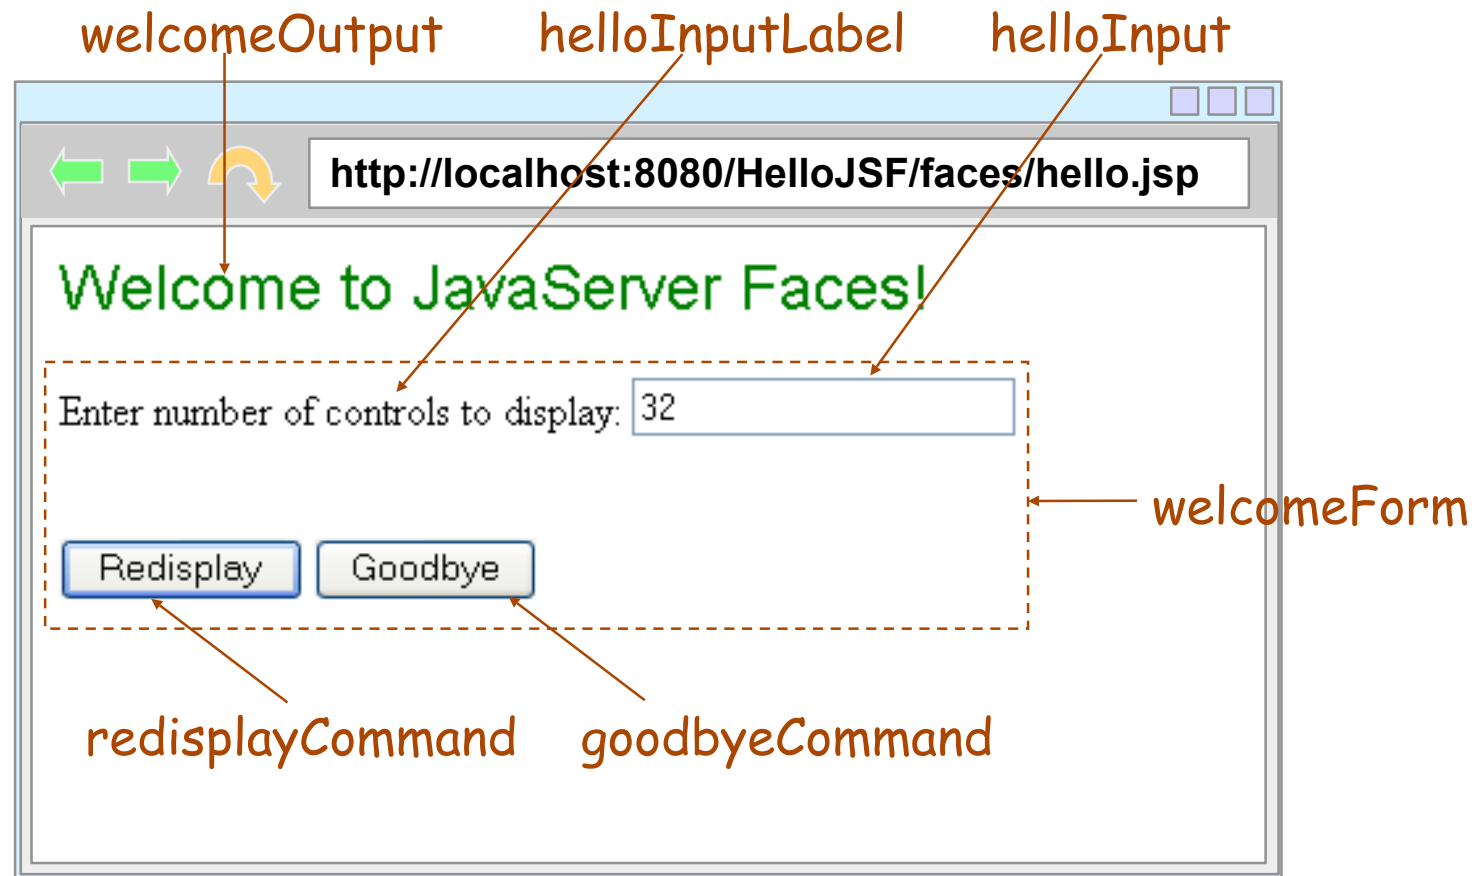 welcomeOutput helloInputLabel helloInput
http://localhost:8080/HelloJSF/faces/hello.jsp
Welcome to JavaServer Faces!
Enter number of controls to display: 32
welcomeForm
Redisplay Goodbye
redisplayCommand goodbyeCommand